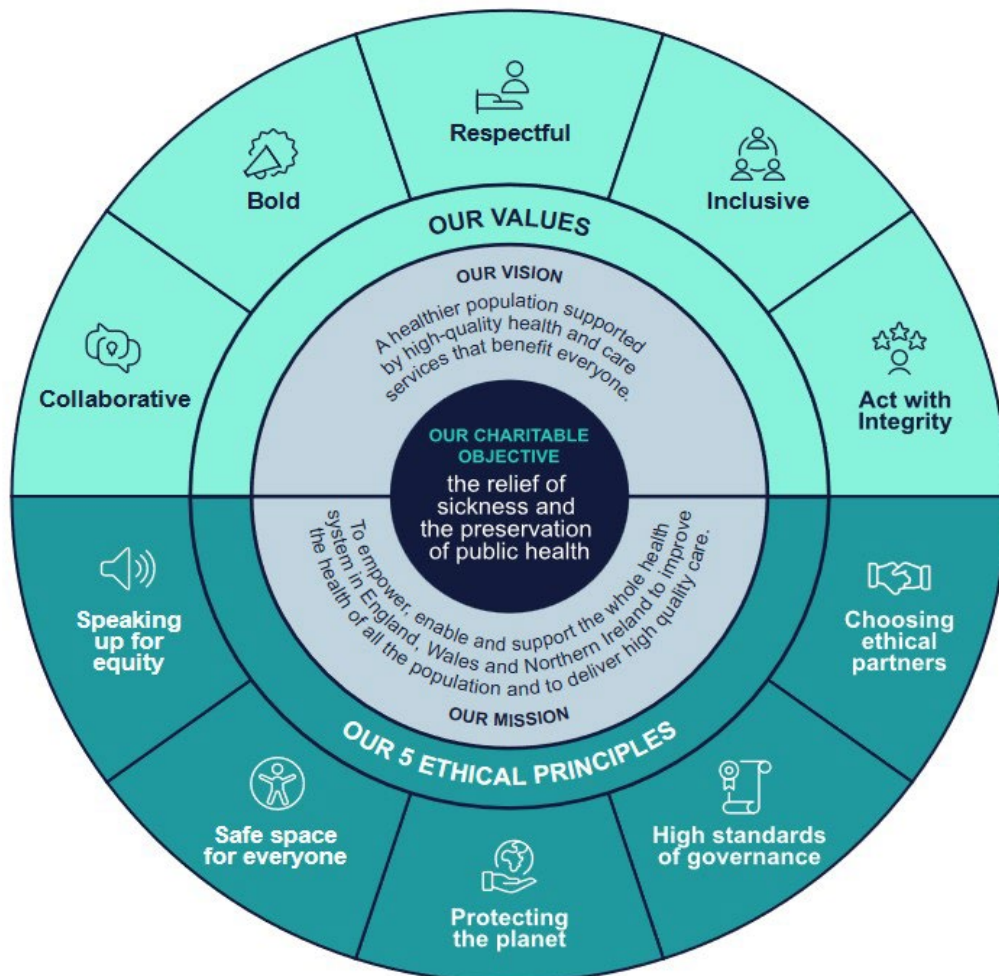 Respectful
Bold
Inclusive
Collaborative
Act with
Integrity
OUR VALUES
OUR VISION
A healthier population supported
by high-quality health and care
services that benefit everyone.
OUR CHARITABLE
OBJECTIVE
the relief of
sickness and
the preservation
of public health
To empower, enable and support the whole health
system in England, Wales and Northern Ireland to improve
the health of all the population and to deliver high quality care.
OUR MISSION
OUR 5 ETHICAL PRINCIPLES
Speaking
up for
equity
Safe space
for everyone
Protecting
the planet
High standards
of governance
Choosing
ethical
partners